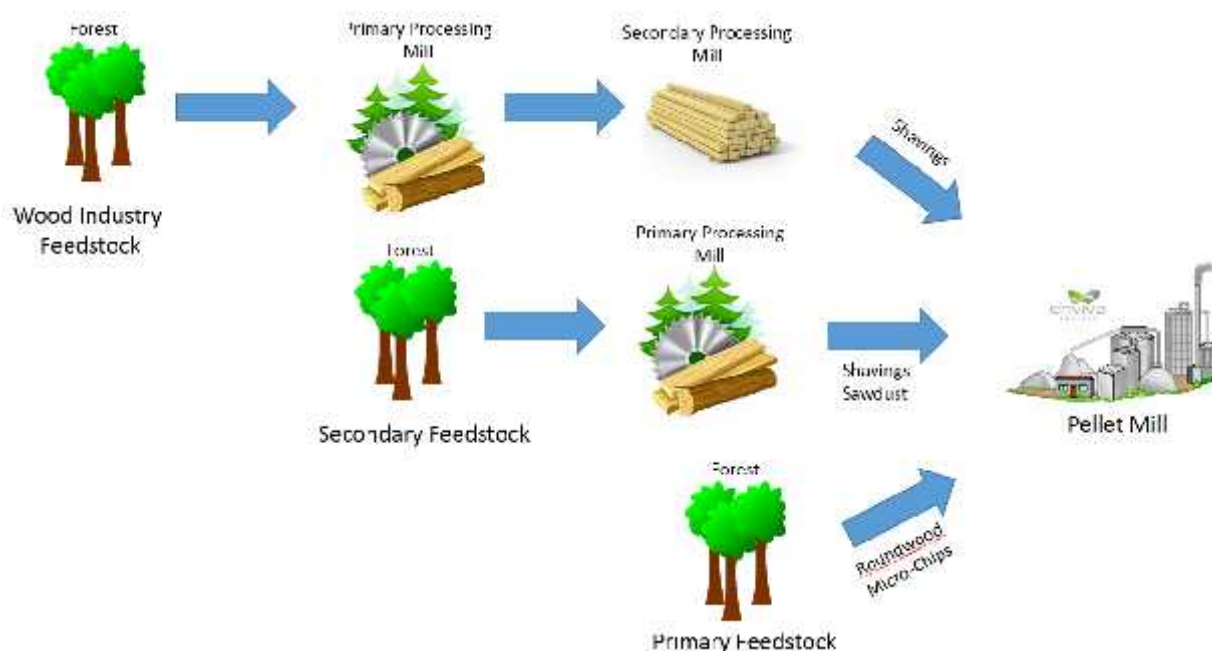 Forest
Primary Processing
Mill
Secondary Processing
Mill
Shavings
Wood Industry
Feedstock
Forest
Primary Processing
Mill
Shavings
Sawdust
enviva
Pellet Mill
Secondary Feedstock
Forest
Roundwood
Micro-Chips
Primary Feedstock